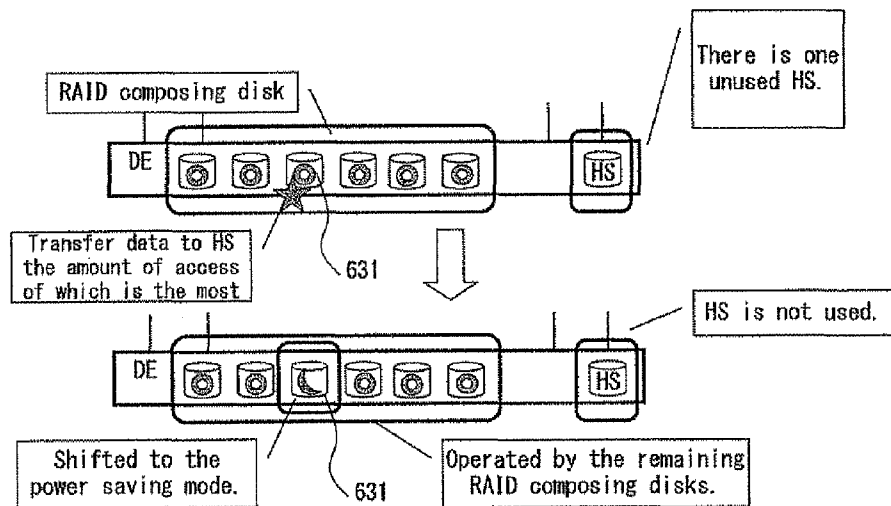 There is one
unused HS.
RAID composing disk
DE
HS
Transfer data to HS
the amount of access
of which is the most
631
HS is not used.
DE
HS
Shifted to the
power saving mode.
631
Operated by the remaining
RAID composing disks.